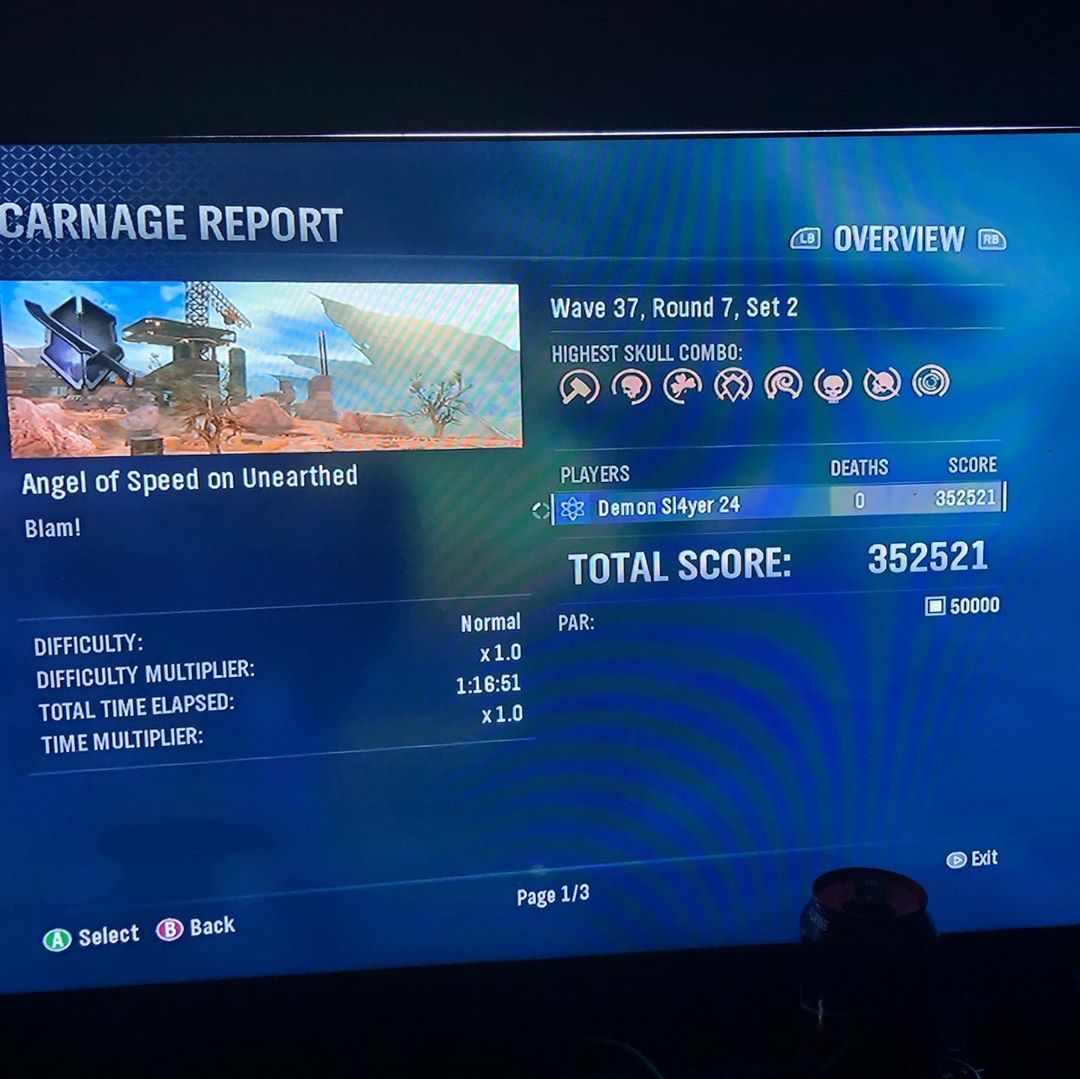 CARNAGE REPORT
LB OVERVIEW RB
Angel of Speed on Unearthed
Blam!
DIFFICULTY: Normal
DIFFICULTY MULTIPLIER: x1.0
TOTAL TIME ELAPSED: 1:16:51
TIME MULTIPLIER: x1.0
Wave 37, Round 7, Set 2
HIGHEST SKULL COMBO:
PLAYERS DEATHS SCORE
Demon Sl4yer 24 0 352521
TOTAL SCORE: 352521
PAR: 50000
Exit
Page 1/3
A Select B Back